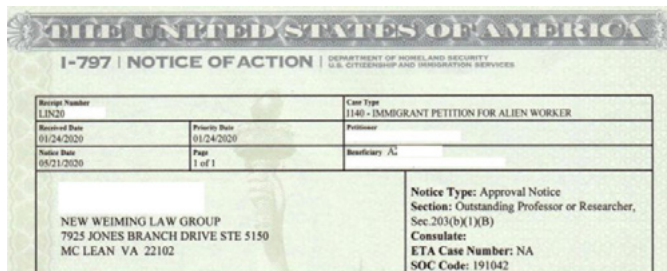 THE UNITED STATES OF AMERICA
I-797 | NOTICE OF ACTION | DEPARTMENT OF HOMELAND SECURITY
U.S. CITIZENSHIP AND IMMIGRATION SERVICES
Receipt Number
LIN20
Case Type
I140 - IMMIGRANT PETITION FOR ALIEN WORKER
Received Date
01/24/2020
Priority Date
01/24/2020
Petitioner
Notice Date
05/21/2020
Page
1 of 1
Beneficiary
NEW WEIMING LAW GROUP
7925 JONES BRANCH DRIVE STE 5150
MC LEAN VA 22102
Notice Type: Approval Notice
Section: Outstanding Professor or Researcher,
Sec.203(b)(1)(B)
Consulate:
ETA Case Number: NA
SOC Code: 191042